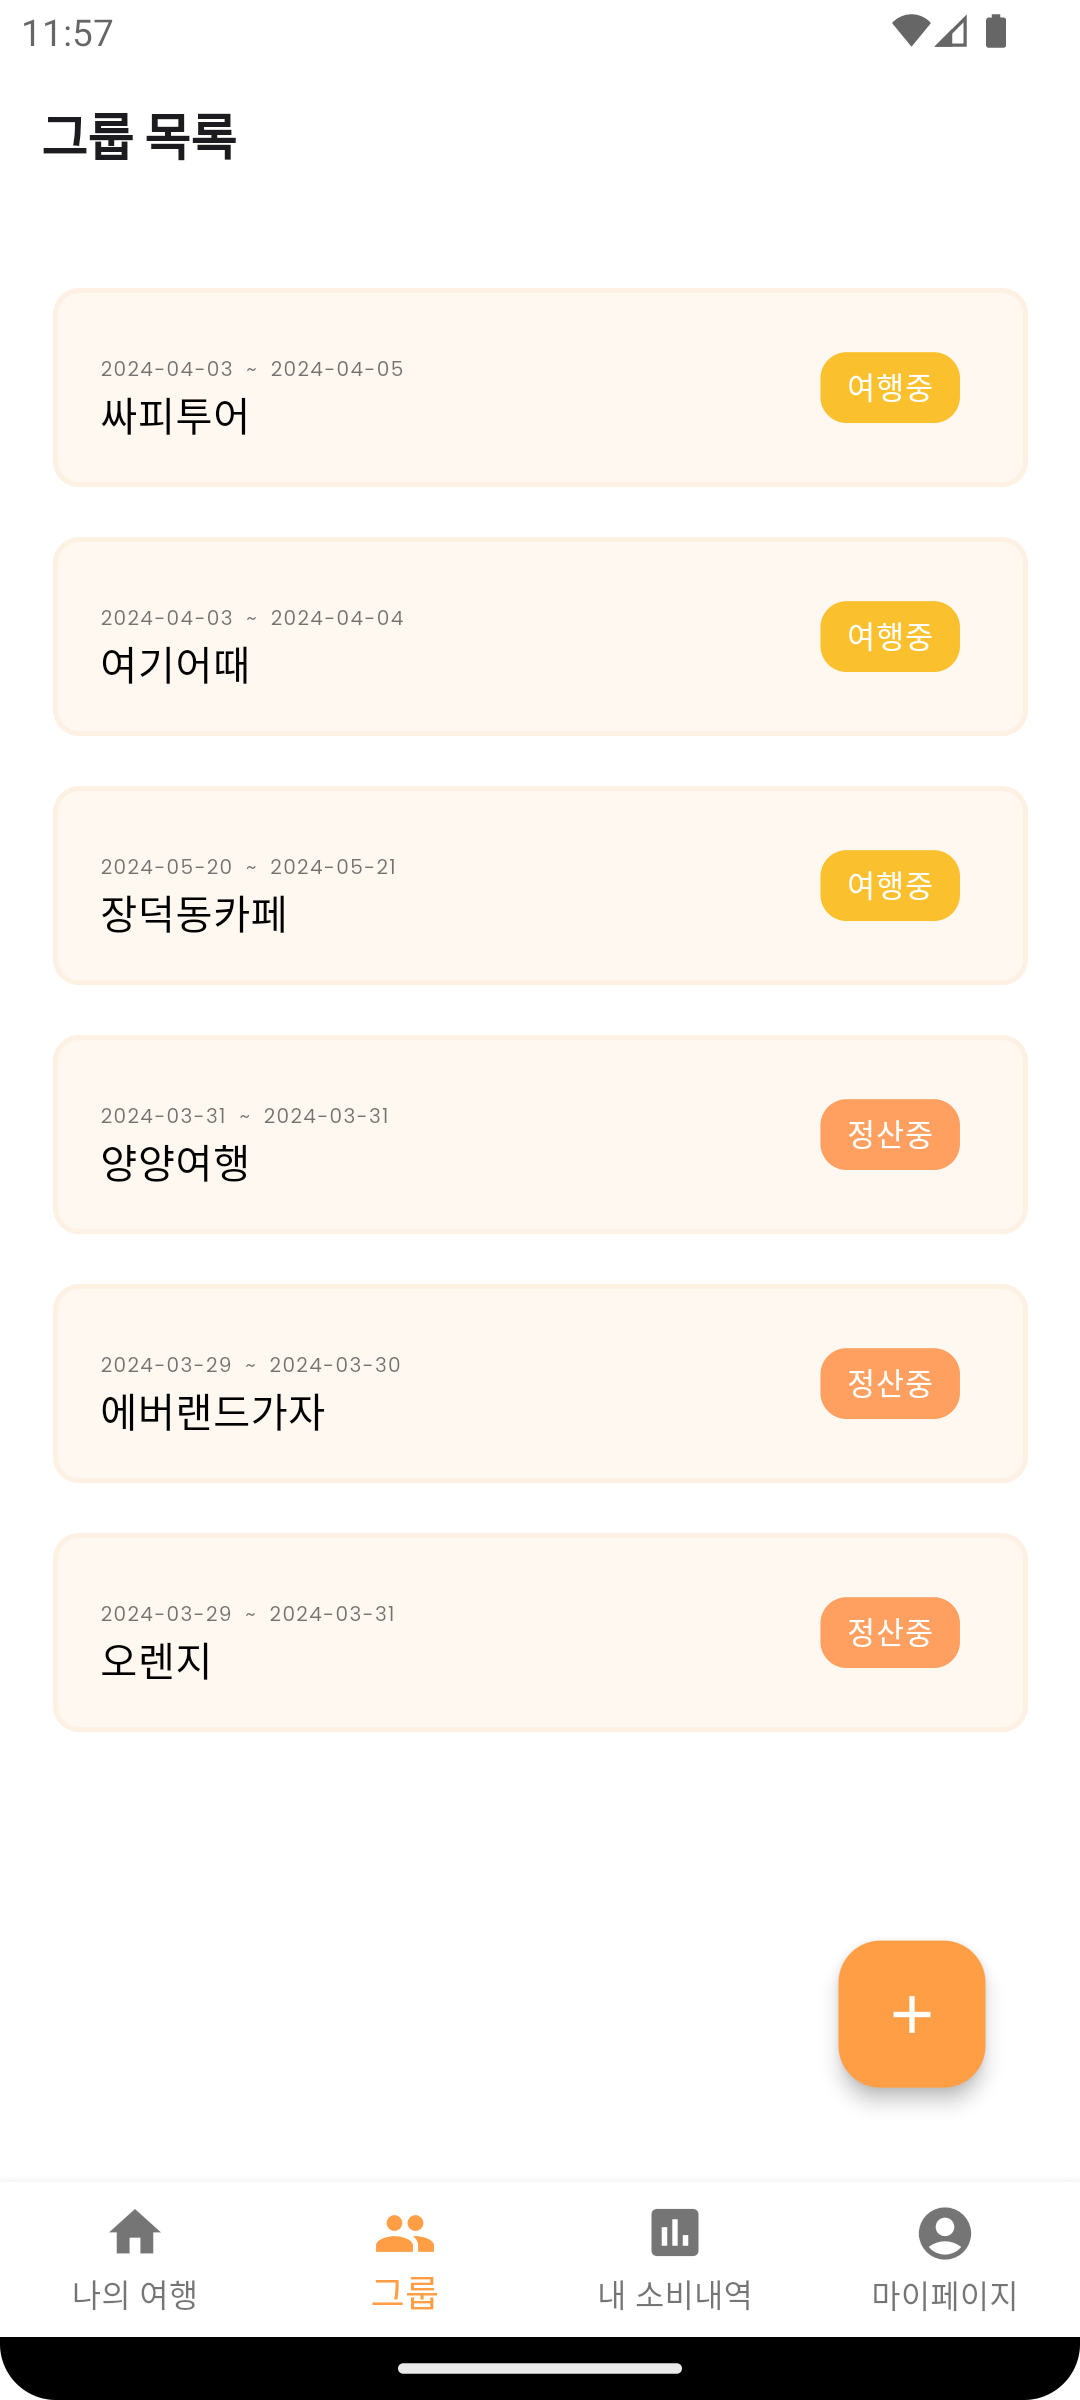 11:57
그룹 목록
2024-04-03 ~ 2024-04-05
싸피투어
여행중
2024-04-03 ~ 2024-04-04
여기어때
여행중
2024-05-20 ~ 2024-05-21
장덕동카페
여행중
2024-03-31 ~ 2024-03-31
양양여행
정산중
2024-03-29 ~ 2024-03-30
에버랜드가자
정산중
2024-03-29 ~ 2024-03-31
오렌지
정산중
나의 여행
그룹
내 소비내역
마이페이지